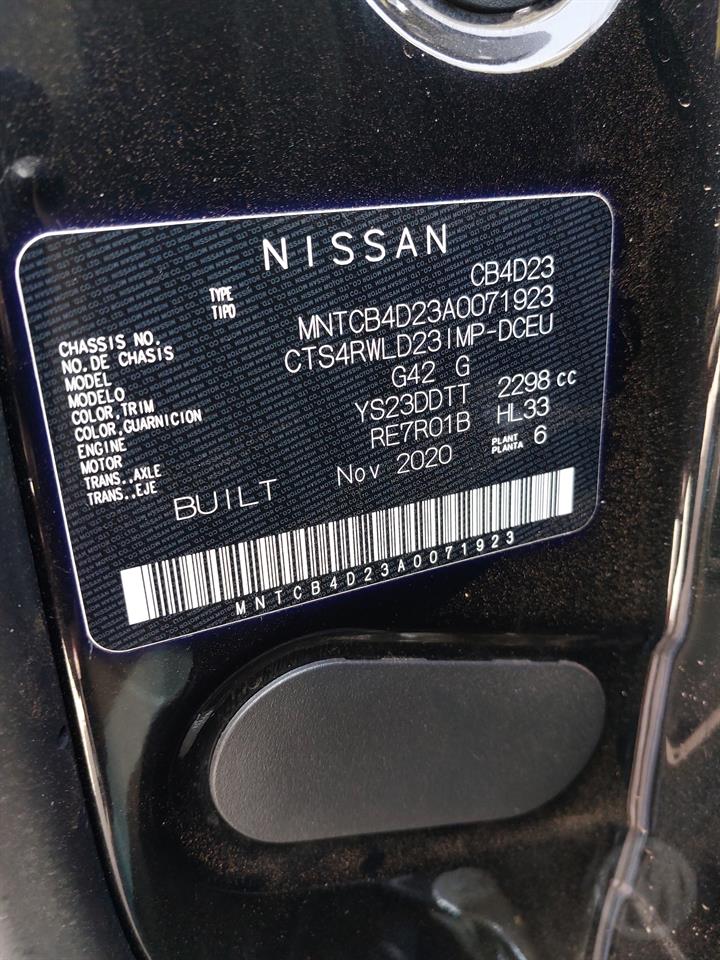 NISSAN
TYPE CB4D23
TIPO
CHASSIS NO. MNTCB4D23A0071923
NO. DE CHASIS
MODEL CTS4RWLD23IMP-DCEU
MODELO
COLOR,TRIM G42 G
COLOR,GUARNICION
ENGINE YS23DDTT 2298 cc
MOTOR
TRANS.,AXLE RE7R01B HL33
TRANS.,EJE
PLANT 6
PLANTA
BUILT Nov 2020
MNTCB4D23A0071923